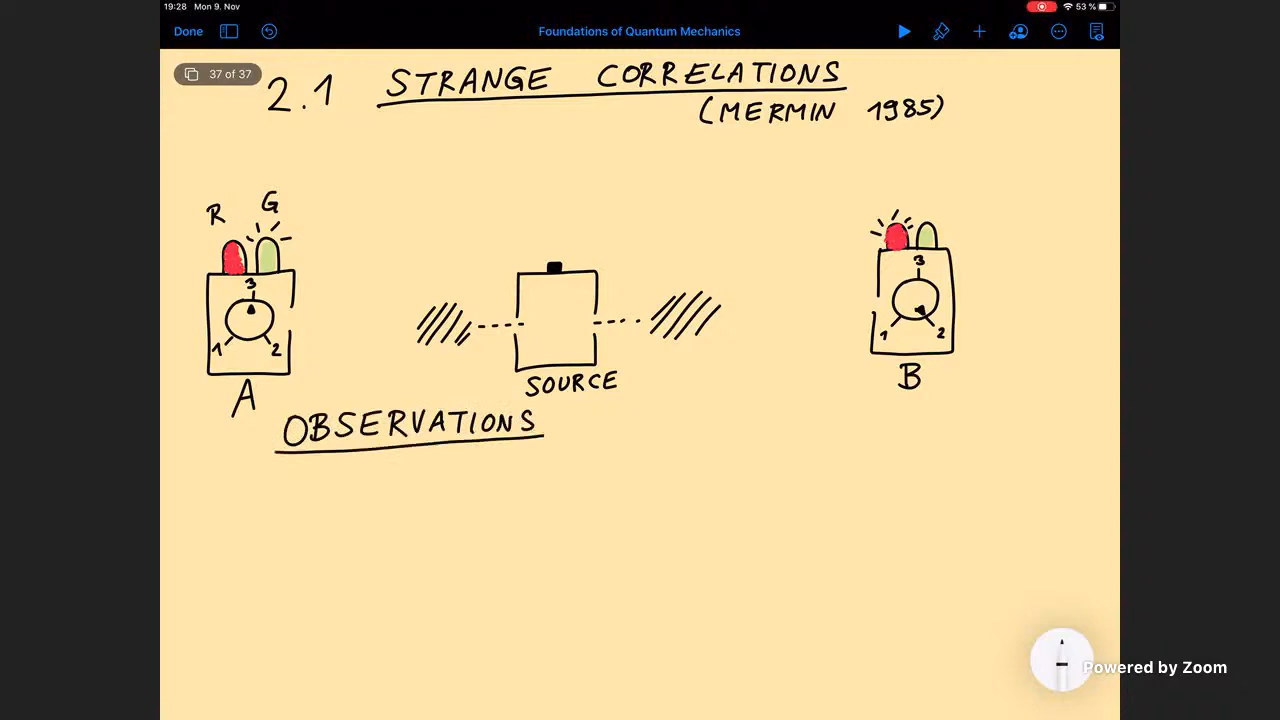 19:28 Mon 9. Nov
53 %
Done
Foundations of Quantum Mechanics
37 of 37
2.1 STRANGE CORRELATIONS
(MERMIN 1985)
R G
3
1 2
A
SOURCE
3
1 2
B
OBSERVATIONS
Powered by Zoom